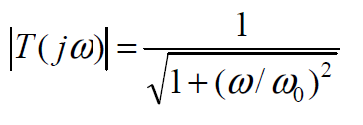 |T(jω)| = 1 / √(1+(ω/ω₀)²)